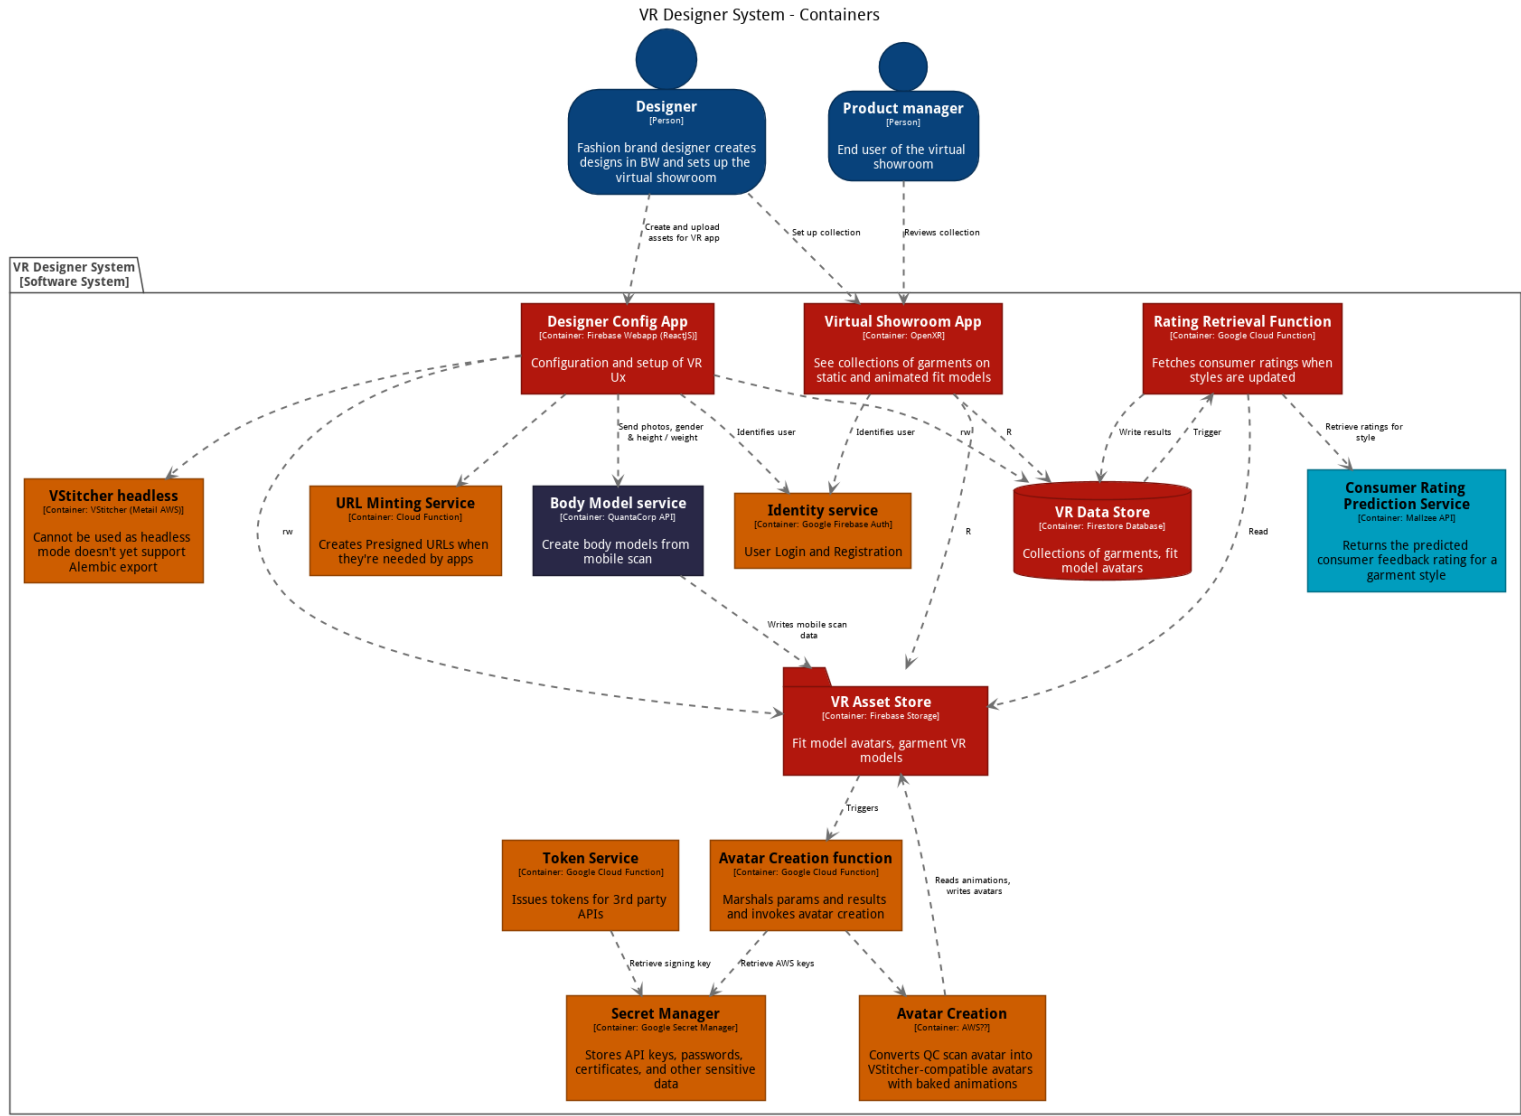 VR Designer System - Containers
Designer
[Person]
Fashion brand designer creates
designs in BW and sets up the
virtual showroom
Product manager
[Person]
End user of the virtual
showroom
Create and upload
assets for VR app
Set up collection
Reviews collection
VR Designer System
[Software System]
Designer Config App
[Container: Firebase Webapp (ReactJS)]
Configuration and setup of VR
Ux
Virtual Showroom App
[Container: OpenXR]
See collections of garments on
static and animated fit models
Rating Retrieval Function
[Container: Google Cloud Function]
Fetches consumer ratings when
styles are updated
Send photos, gender
& height / weight
Identifies user
Identifies user
rw
R
Write results
Trigger
Retrieve ratings for
style
VStitcher headless
[Container: VStitcher (Metail AWS)]
Cannot be used as headless
mode doesn't yet support
Alembic export
rw
URL Minting Service
[Container: Cloud Function]
Creates Presigned URLs when
they're needed by apps
Body Model service
[Container: QuantaCorp API]
Create body models from
mobile scan
Identity service
[Container: Google Firebase Auth]
User Login and Registration
R
VR Data Store
[Container: Firestore Database]
Collections of garments, fit
model avatars
Read
Consumer Rating
Prediction Service
[Container: Mallzee API]
Returns the predicted
consumer feedback rating for a
garment style
Writes mobile scan
data
VR Asset Store
[Container: Firebase Storage]
Fit model avatars, garment VR
models
Triggers
Token Service
[Container: Google Cloud Function]
Issues tokens for 3rd party
APIs
Avatar Creation function
[Container: Google Cloud Function]
Marshals params and results
and invokes avatar creation
Reads animations,
writes avatars
Retrieve signing key
Retrieve AWS keys
Secret Manager
[Container: Google Secret Manager]
Stores API keys, passwords,
certificates, and other sensitive
data
Avatar Creation
[Container: AWS??]
Converts QC scan avatar into
VStitcher-compatible avatars
with baked animations